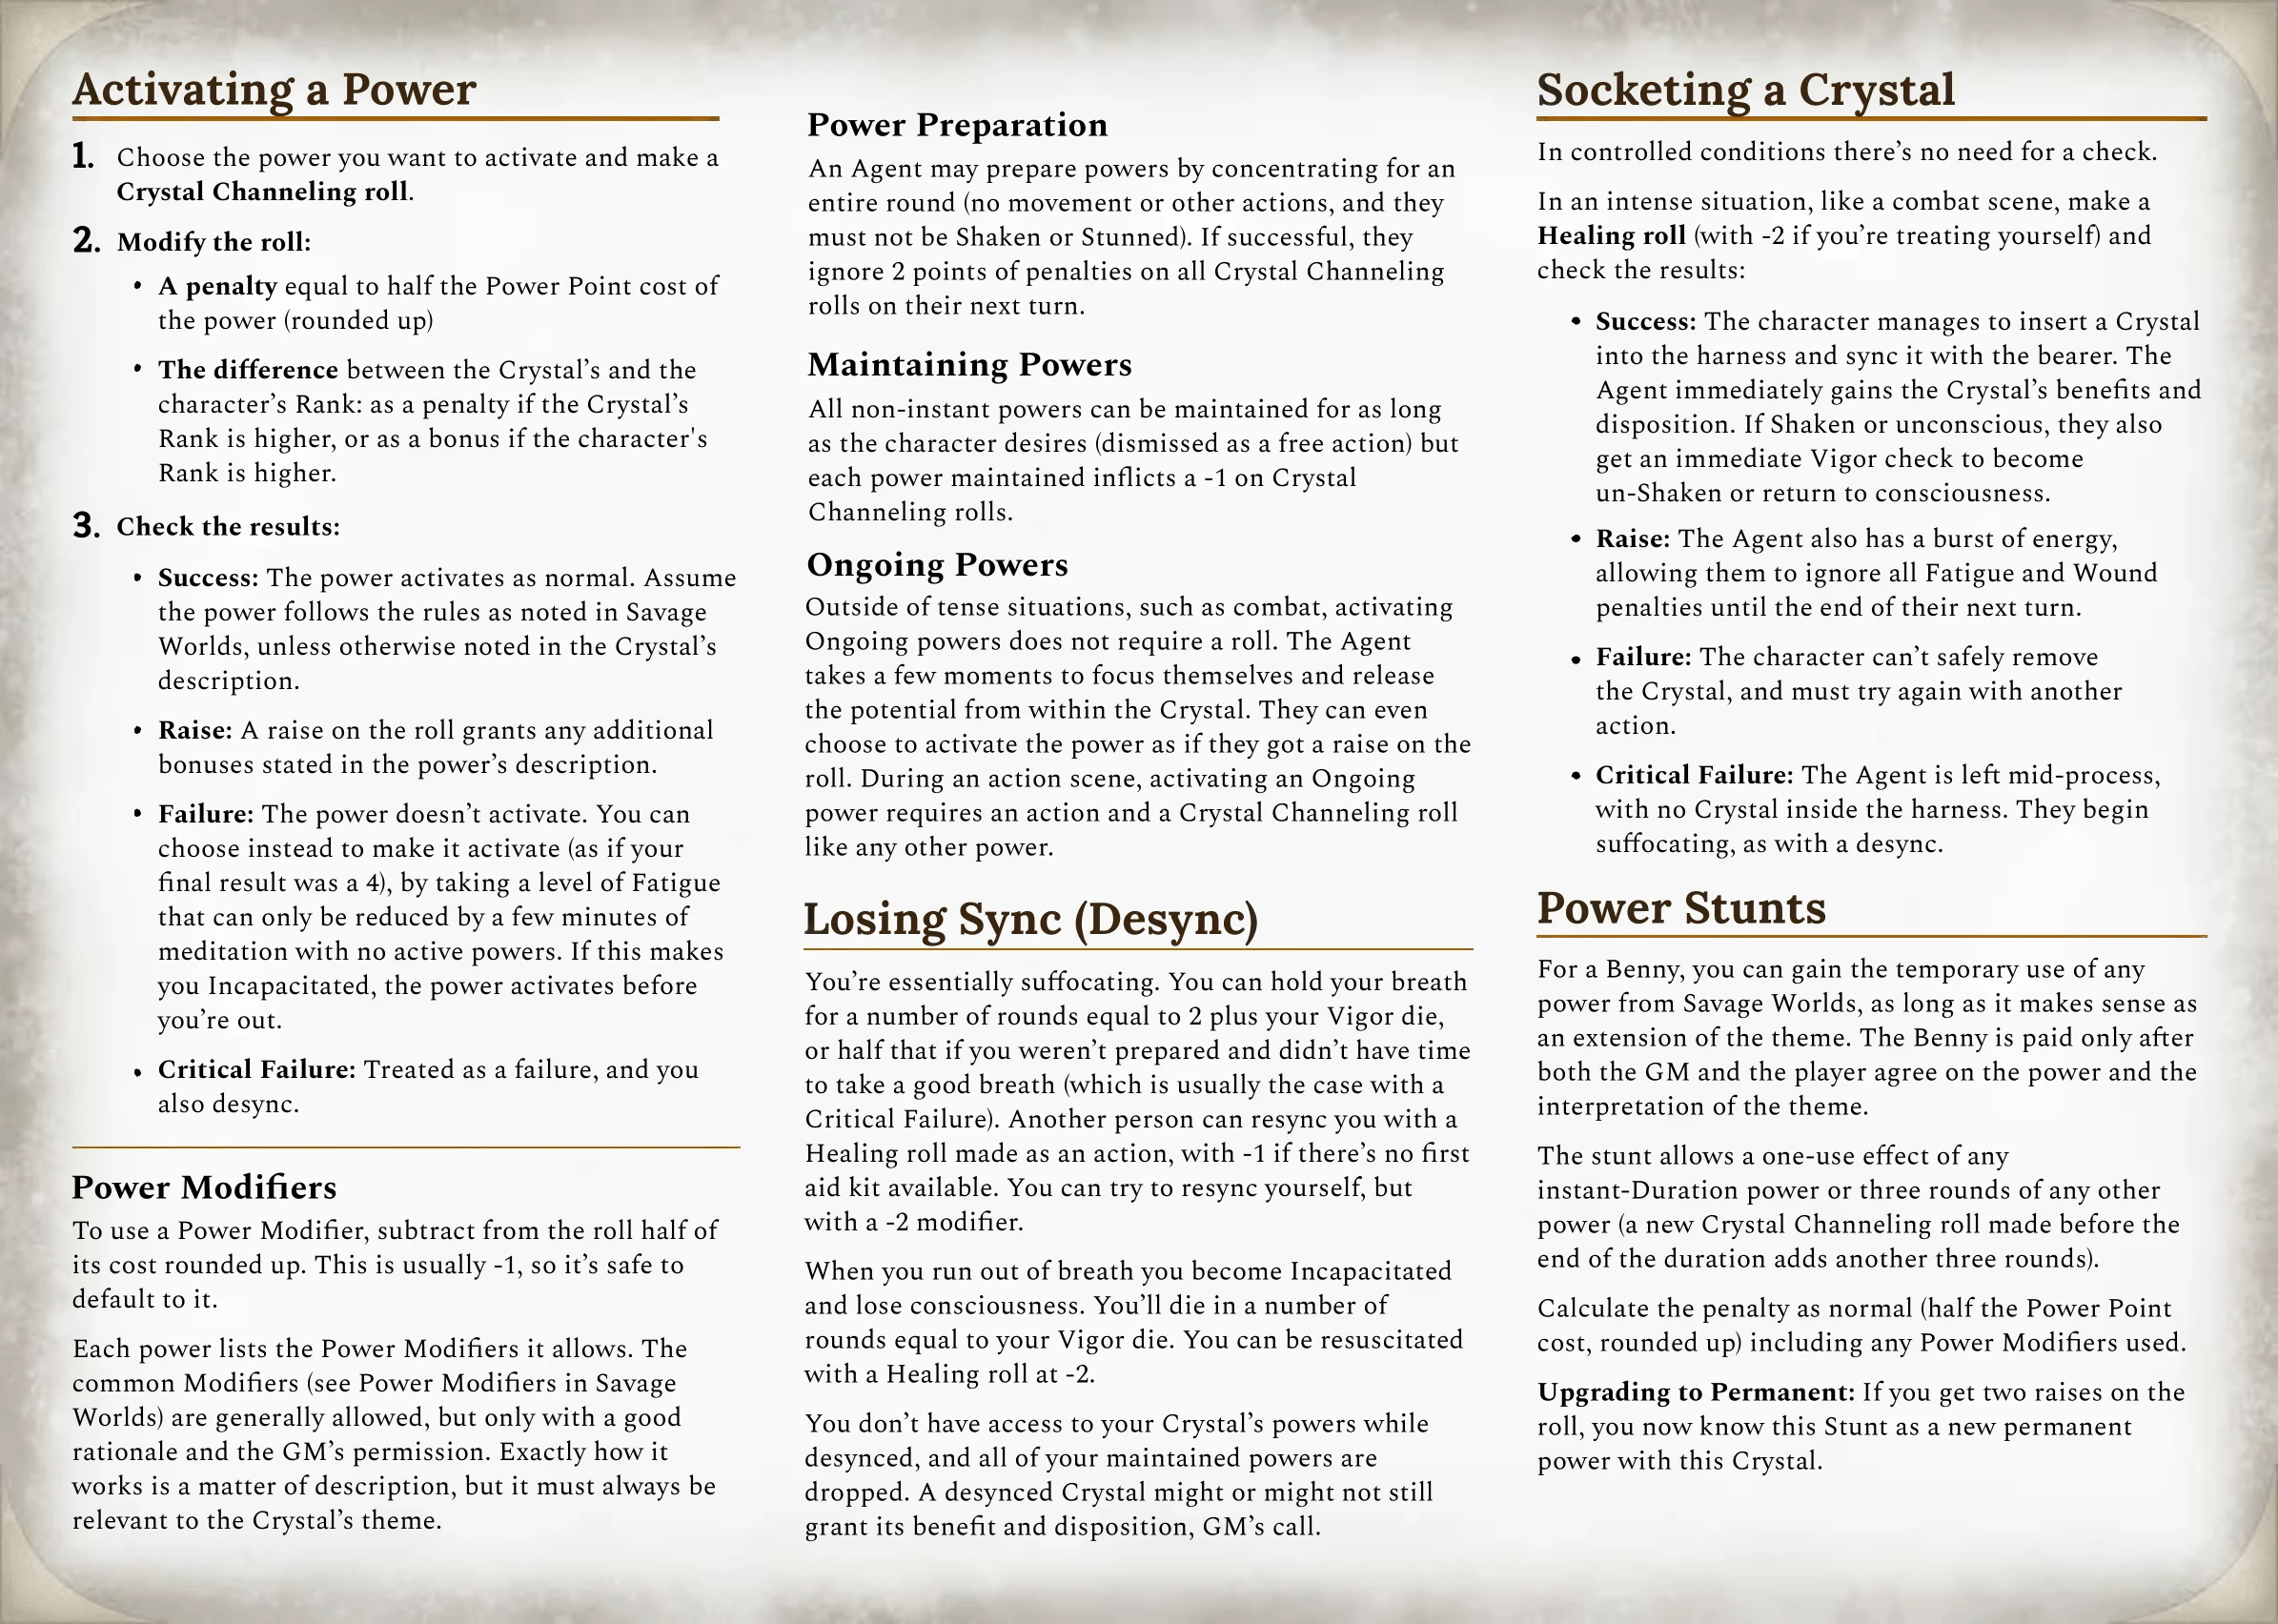 Activating a Power
1. Choose the power you want to activate and make a
Crystal Channeling roll.
2. Modify the roll:
• A penalty equal to half the Power Point cost of
the power (rounded up)
• The difference between the Crystal’s and the
character’s Rank: as a penalty if the Crystal’s
Rank is higher, or as a bonus if the character's
Rank is higher.
3. Check the results:
• Success: The power activates as normal. Assume
the power follows the rules as noted in Savage
Worlds, unless otherwise noted in the Crystal’s
description.
• Raise: A raise on the roll grants any additional
bonuses stated in the power’s description.
• Failure: The power doesn’t activate. You can
choose instead to make it activate (as if your
final result was a 4), by taking a level of Fatigue
that can only be reduced by a few minutes of
meditation with no active powers. If this makes
you Incapacitated, the power activates before
you’re out.
• Critical Failure: Treated as a failure, and you
also desync.
Power Modifiers
To use a Power Modifier, subtract from the roll half of
its cost rounded up. This is usually -1, so it’s safe to
default to it.
Each power lists the Power Modifiers it allows. The
common Modifiers (see Power Modifiers in Savage
Worlds) are generally allowed, but only with a good
rationale and the GM’s permission. Exactly how it
works is a matter of description, but it must always be
relevant to the Crystal’s theme.
Power Preparation
An Agent may prepare powers by concentrating for an
entire round (no movement or other actions, and they
must not be Shaken or Stunned). If successful, they
ignore 2 points of penalties on all Crystal Channeling
rolls on their next turn.
Maintaining Powers
All non-instant powers can be maintained for as long
as the character desires (dismissed as a free action) but
each power maintained inflicts a -1 on Crystal
Channeling rolls.
Ongoing Powers
Outside of tense situations, such as combat, activating
Ongoing powers does not require a roll. The Agent
takes a few moments to focus themselves and release
the potential from within the Crystal. They can even
choose to activate the power as if they got a raise on the
roll. During an action scene, activating an Ongoing
power requires an action and a Crystal Channeling roll
like any other power.
Losing Sync (Desync)
You’re essentially suffocating. You can hold your breath
for a number of rounds equal to 2 plus your Vigor die,
or half that if you weren’t prepared and didn’t have time
to take a good breath (which is usually the case with a
Critical Failure). Another person can resync you with a
Healing roll made as an action, with -1 if there’s no first
aid kit available. You can try to resync yourself, but
with a -2 modifier.
When you run out of breath you become Incapacitated
and lose consciousness. You’ll die in a number of
rounds equal to your Vigor die. You can be resuscitated
with a Healing roll at -2.
You don’t have access to your Crystal’s powers while
desynced, and all of your maintained powers are
dropped. A desynced Crystal might or might not still
grant its benefit and disposition, GM’s call.
Socketing a Crystal
In controlled conditions there’s no need for a check.
In an intense situation, like a combat scene, make a
Healing roll (with -2 if you’re treating yourself) and
check the results:
• Success: The character manages to insert a Crystal
into the harness and sync it with the bearer. The
Agent immediately gains the Crystal’s benefits and
disposition. If Shaken or unconscious, they also
get an immediate Vigor check to become
un-Shaken or return to consciousness.
• Raise: The Agent also has a burst of energy,
allowing them to ignore all Fatigue and Wound
penalties until the end of their next turn.
• Failure: The character can’t safely remove
the Crystal, and must try again with another
action.
• Critical Failure: The Agent is left mid-process,
with no Crystal inside the harness. They begin
suffocating, as with a desync.
Power Stunts
For a Benny, you can gain the temporary use of any
power from Savage Worlds, as long as it makes sense as
an extension of the theme. The Benny is paid only after
both the GM and the player agree on the power and the
interpretation of the theme.
The stunt allows a one-use effect of any
instant-Duration power or three rounds of any other
power (a new Crystal Channeling roll made before the
end of the duration adds another three rounds).
Calculate the penalty as normal (half the Power Point
cost, rounded up) including any Power Modifiers used.
Upgrading to Permanent: If you get two raises on the
roll, you now know this Stunt as a new permanent
power with this Crystal.